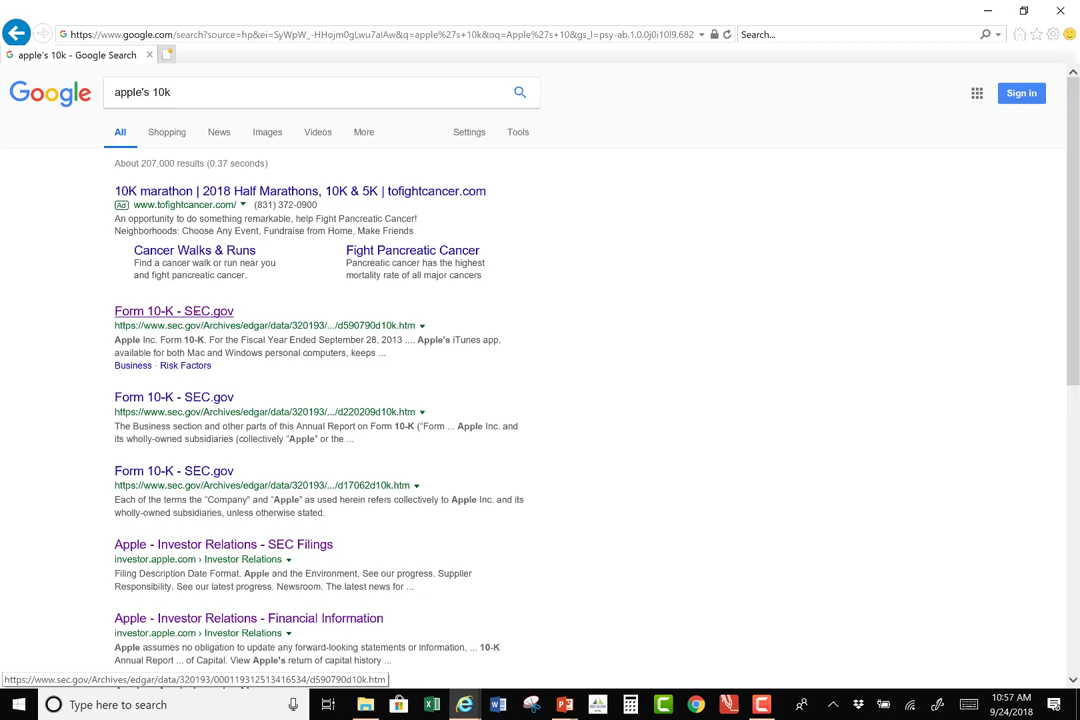 https://www.google.com/search?source=hp&ei=SyWpW_-HHojm0gLwu7aIAw&q=apple%27s+10k&oq=Apple%27s+10&gs_l=psy-ab.1.0.0j0i10l9.682
Search...
apple's 10k - Google Search
Google
apple's 10k
Sign in
All Shopping News Images Videos More Settings Tools
About 207,000 results (0.37 seconds)
10K marathon | 2018 Half Marathons, 10K & 5K | tofightcancer.com
Ad www.tofightcancer.com/ (831) 372-0900
An opportunity to do something remarkable, help Fight Pancreatic Cancer!
Neighborhoods: Choose Any Event, Fundraise from Home, Make Friends
Cancer Walks & Runs
Find a cancer walk or run near you
and fight pancreatic cancer.
Fight Pancreatic Cancer
Pancreatic cancer has the highest
mortality rate of all major cancers
Form 10-K - SEC.gov
https://www.sec.gov/Archives/edgar/data/320193/.../d590790d10k.htm
Apple Inc. Form 10-K. For the Fiscal Year Ended September 28, 2013 .... Apple's iTunes app,
available for both Mac and Windows personal computers, keeps ...
Business · Risk Factors
Form 10-K - SEC.gov
https://www.sec.gov/Archives/edgar/data/320193/.../d220209d10k.htm
The Business section and other parts of this Annual Report on Form 10-K (“Form ... Apple Inc. and
its wholly-owned subsidiaries (collectively “Apple” or the ...
Form 10-K - SEC.gov
https://www.sec.gov/Archives/edgar/data/320193/.../d17062d10k.htm
Each of the terms the “Company” and “Apple” as used herein refers collectively to Apple Inc. and its
wholly-owned subsidiaries, unless otherwise stated.
Apple - Investor Relations - SEC Filings
investor.apple.com › Investor Relations
Filing Description Date Format. Apple and the Environment. See our progress. Supplier
Responsibility. See our latest progress. Newsroom. The latest news for ...
Apple - Investor Relations - Financial Information
investor.apple.com › Investor Relations
Apple assumes no obligation to update any forward-looking statements or information, ... 10-K
Annual Report ... of Capital. View Apple's return of capital history ...
https://www.sec.gov/Archives/edgar/data/320193/000119312513416534/d590790d10k.htm
Type here to search
10:57 AM
9/24/2018